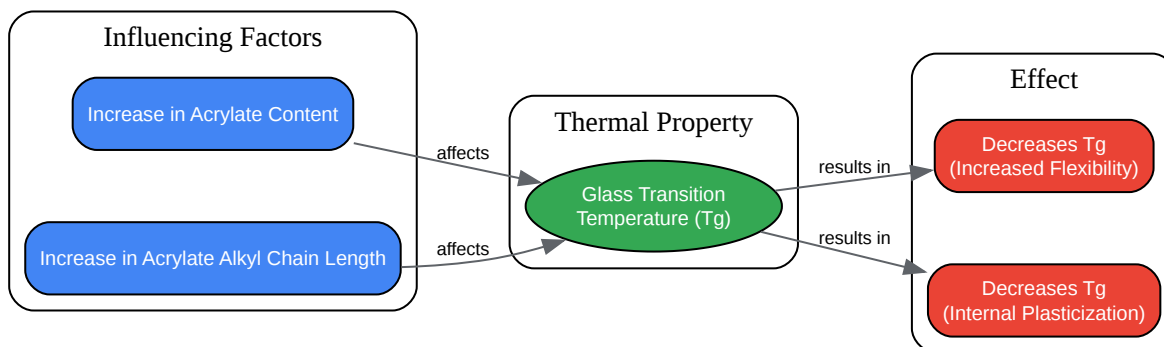 Influencing Factors
Increase in Acrylate Content
Increase in Acrylate Alkyl Chain Length
affects
affects
Thermal Property
Glass Transition
Temperature (Tg)
results in
results in
Effect
Decreases Tg
(Increased Flexibility)
Decreases Tg
(Internal Plasticization)